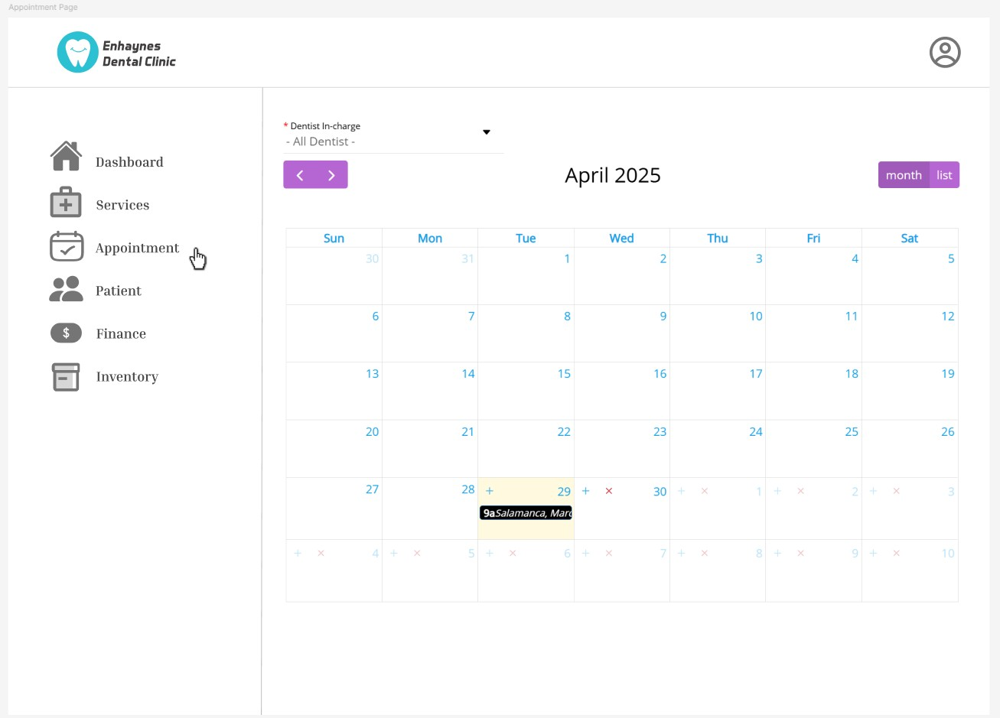 Appointment Page
Enhaynes
Dental Clinic
* Dentist In-charge
- All Dentist -
April 2025
month list
Dashboard
Services
Appointment
Patient
Finance
Inventory
Sun Mon Tue Wed Thu Fri Sat
30 31 1 2 3 4 5
6 7 8 9 10 11 12
13 14 15 16 17 18 19
20 21 22 23 24 25 26
27 28 + 29 + × 30 + × 1 + × 2 + × 3
9a Salamanca, Marc
+ × 4 + × 5 + × 6 + × 7 + × 8 + × 9 + × 10